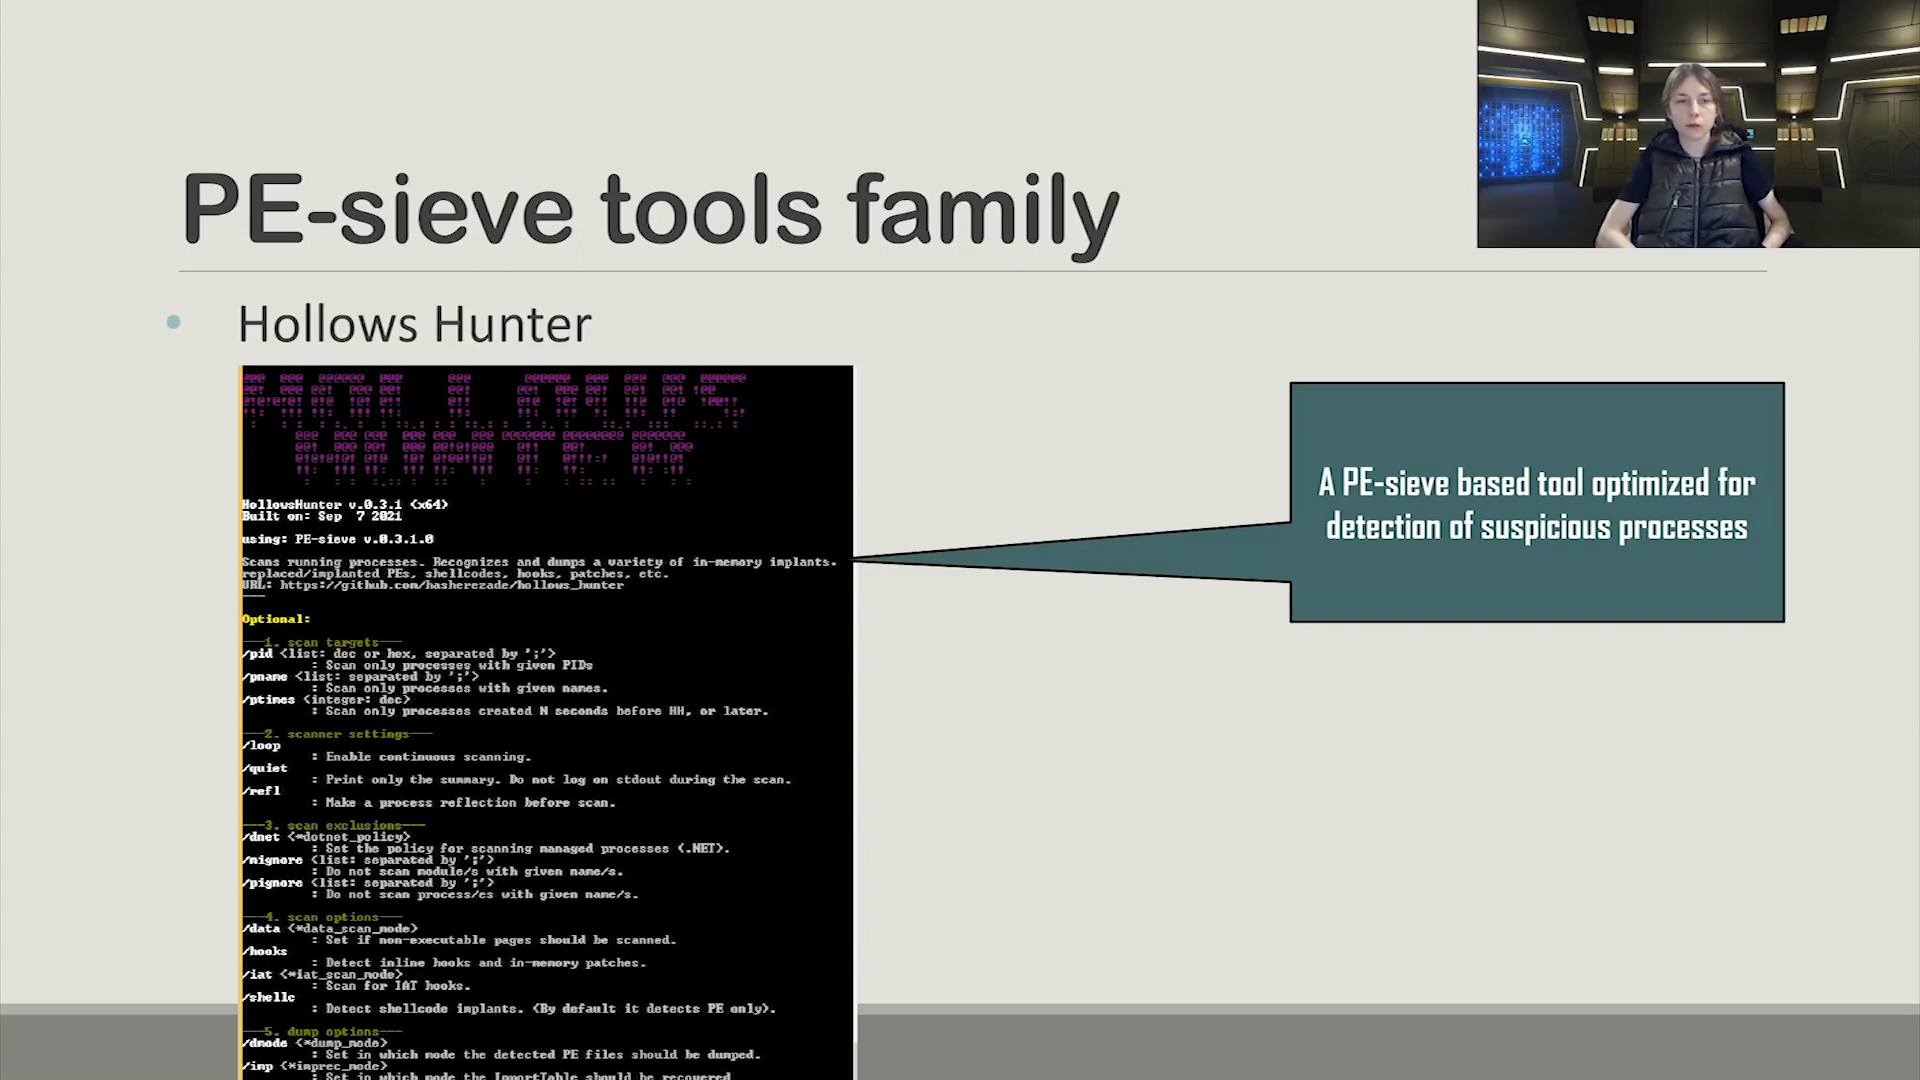 PE-sieve tools family
Hollows Hunter
HOLLOWS
HUNTER
HollowsHunter v.0.3.1 <x64>
Built on: Sep  7 2021
using: PE-sieve v.0.3.1.0
Scans running processes. Recognizes and dumps a variety of in-memory implants.
replaced/implanted PEs, shellcodes, hooks, patches, etc.
URL: https://github.com/hasherezade/hollows_hunter
---
Optional:
---1. scan targets---
/pid <list: dec or hex, separated by ';'>
: Scan only processes with given PIDs
/pname <list: separated by ';'>
: Scan only processes with given names.
/ptimes <integer: dec>
: Scan only processes created N seconds before HH, or later.
---2. scanner settings---
/loop
: Enable continuous scanning.
/quiet
: Print only the summary. Do not log on stdout during the scan.
/refl
: Make a process reflection before scan.
---3. scan exclusions---
/dnet <*dotnet_policy>
: Set the policy for scanning managed processes <.NET>.
/mignore <list: separated by ';'>
: Do not scan module/s with given name/s.
/pignore <list: separated by ';'>
: Do not scan process/es with given name/s.
---4. scan options---
/data <*data_scan_mode>
: Set if non-executable pages should be scanned.
/hooks
: Detect inline hooks and in-memory patches.
/iat <*iat_scan_mode>
: Scan for IAT hooks.
/shellc
: Detect shellcode implants. <By default it detects PE only>.
---5. dump options---
/dmode <*dump_mode>
: Set in which mode the detected PE files should be dumped.
/imp <*imprec_mode>
: Set in which mode the ImportTable should be recovered
A PE-sieve based tool optimized for
detection of suspicious processes